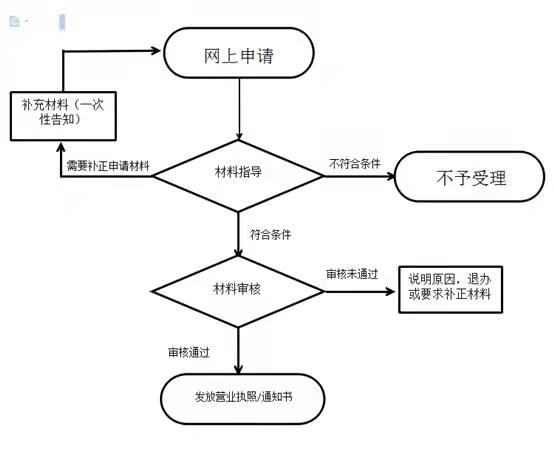 网上申请
补充材料（一次
性告知）
需要补正申请材料
材料指导
不符合条件
不予受理
符合条件
材料审核
审核未通过
说明原因，退办
或要求补正材料
审核通过
发放营业执照/通知书